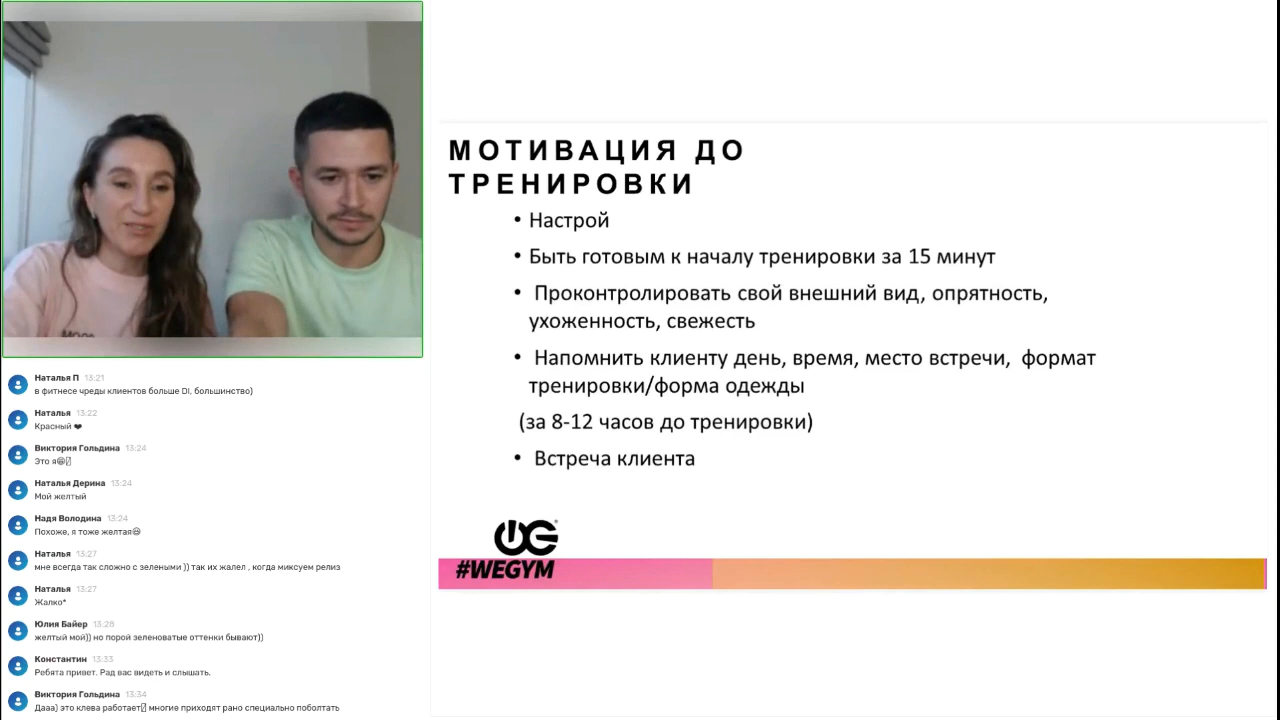 Наталья П 13:21
в фитнесе чреды клиентов больше DI, большинство)
Наталья 13:22
Красный ❤
Виктория Гольдина 13:24
Это я😁
Наталья Дерина 13:24
Мой желтый
Надя Володина 13:24
Похоже, я тоже желтая😅
Наталья 13:27
мне всегда так сложно с зелеными )) так их жалел , когда миксуем релиз
Наталья 13:27
Жалко*
Юлия Байер 13:28
желтый мой)) но порой зеленоватые оттенки бывают))
Константин 13:33
Ребята привет. Рад вас видеть и слышать.
Виктория Гольдина 13:34
Дааа) это клева работает многие приходят рано специально поболтать
МОТИВАЦИЯ ДО
ТРЕНИРОВКИ
• Настрой
• Быть готовым к началу тренировки за 15 минут
• Проконтролировать свой внешний вид, опрятность,
ухоженность, свежесть
• Напомнить клиенту день, время, место встречи, формат
тренировки/форма одежды
(за 8-12 часов до тренировки)
• Встреча клиента
WG
#WEGYM